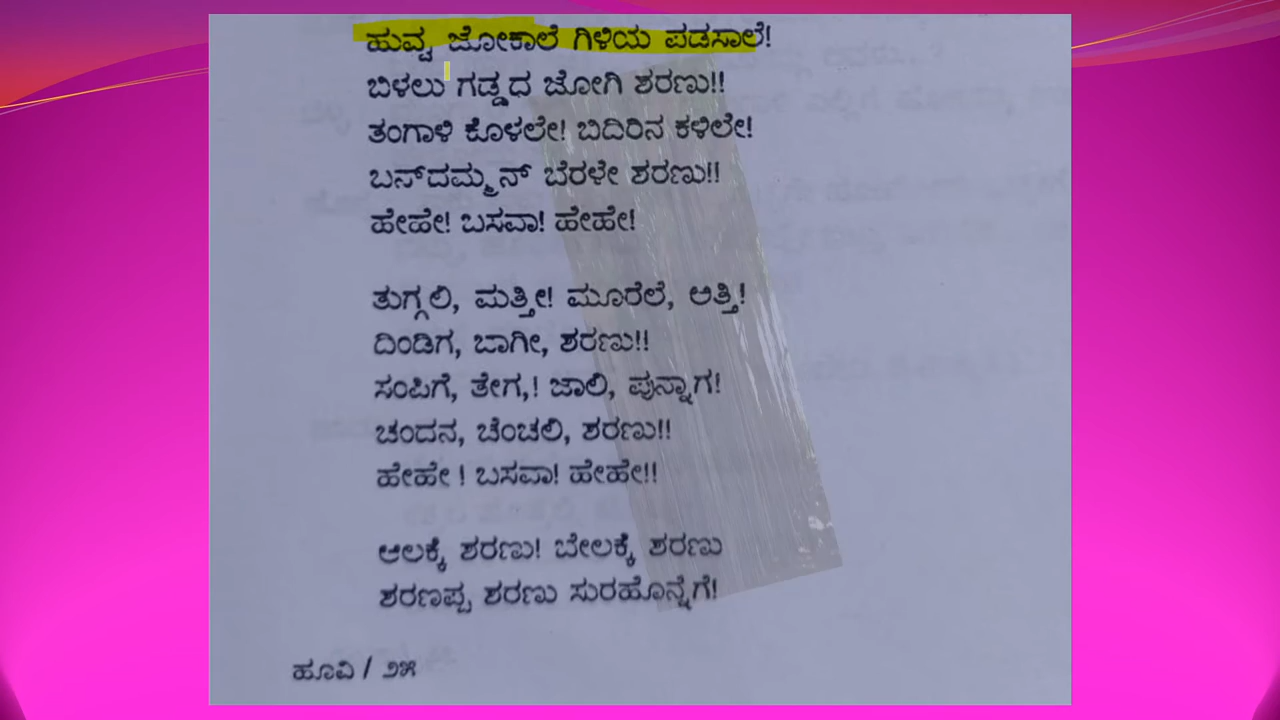 ಹುವ್ವ ಜೋಕಾಲೆ ಗಿಳಿಯ ಪಡಸಾಲೆ!
ಬಿಳಲು ಗಡ್ಡದ ಜೋಗಿ ಶರಣು!!
ತಂಗಾಳಿ ಕೊಳಲೇ! ಬಿದಿರಿನ ಕಳಿಲೇ!
ಬನ್‌ದಮ್ಮನ್ ಬೆರಳೇ ಶರಣು!!
ಹೇಹೇ! ಬಸವಾ! ಹೇಹೇ!
ತುಗ್ಗಲಿ, ಮತ್ತೀ! ಮೂರೆಲೆ, ಅತ್ತಿ!
ದಿಂಡಿಗ, ಬಾಗೀ, ಶರಣು!!
ಸಂಪಿಗೆ, ತೇಗ,! ಜಾಲಿ, ಪುನ್ನಾಗ!
ಚಂದನ, ಚೆಂಚಲಿ, ಶರಣು!!
ಹೇಹೇ ! ಬಸವಾ! ಹೇಹೇ!!
ಆಲಕ್ಕೆ ಶರಣು! ಬೇಲಕ್ಕೆ ಶರಣು
ಶರಣಪ್ಪ ಶರಣು ಸುರಹೊನ್ನೆಗೆ!
ಹೂವಿ / ೨೫